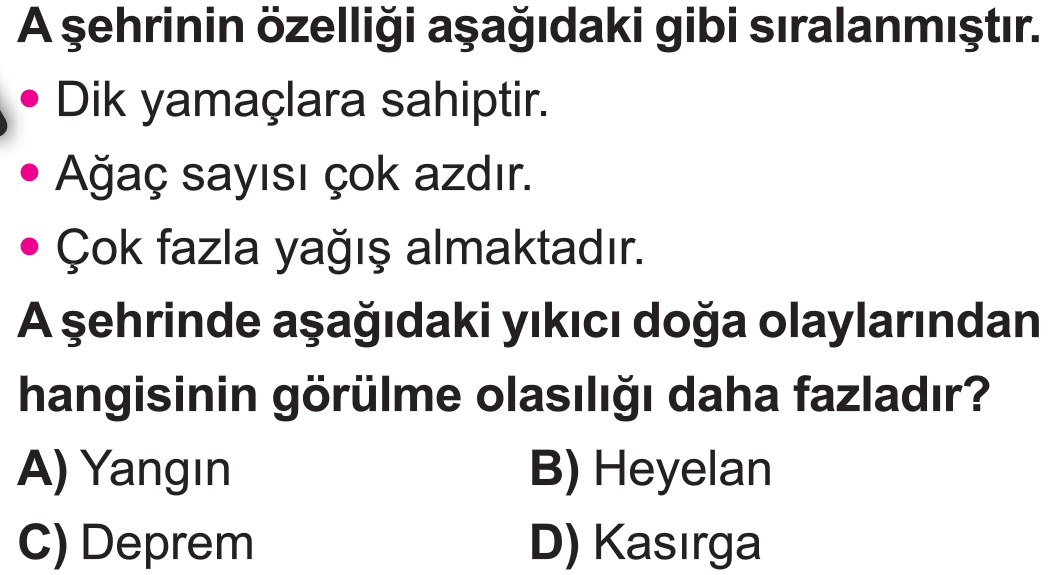 A şehrinin özelliği aşağıdaki gibi sıralanmıştır.
• Dik yamaçlara sahiptir.
• Ağaç sayısı çok azdır.
• Çok fazla yağış almaktadır.
A şehrinde aşağıdaki yıkıcı doğa olaylarından
hangisinin görülme olasılığı daha fazladır?
A) Yangın B) Heyelan
C) Deprem D) Kasırga